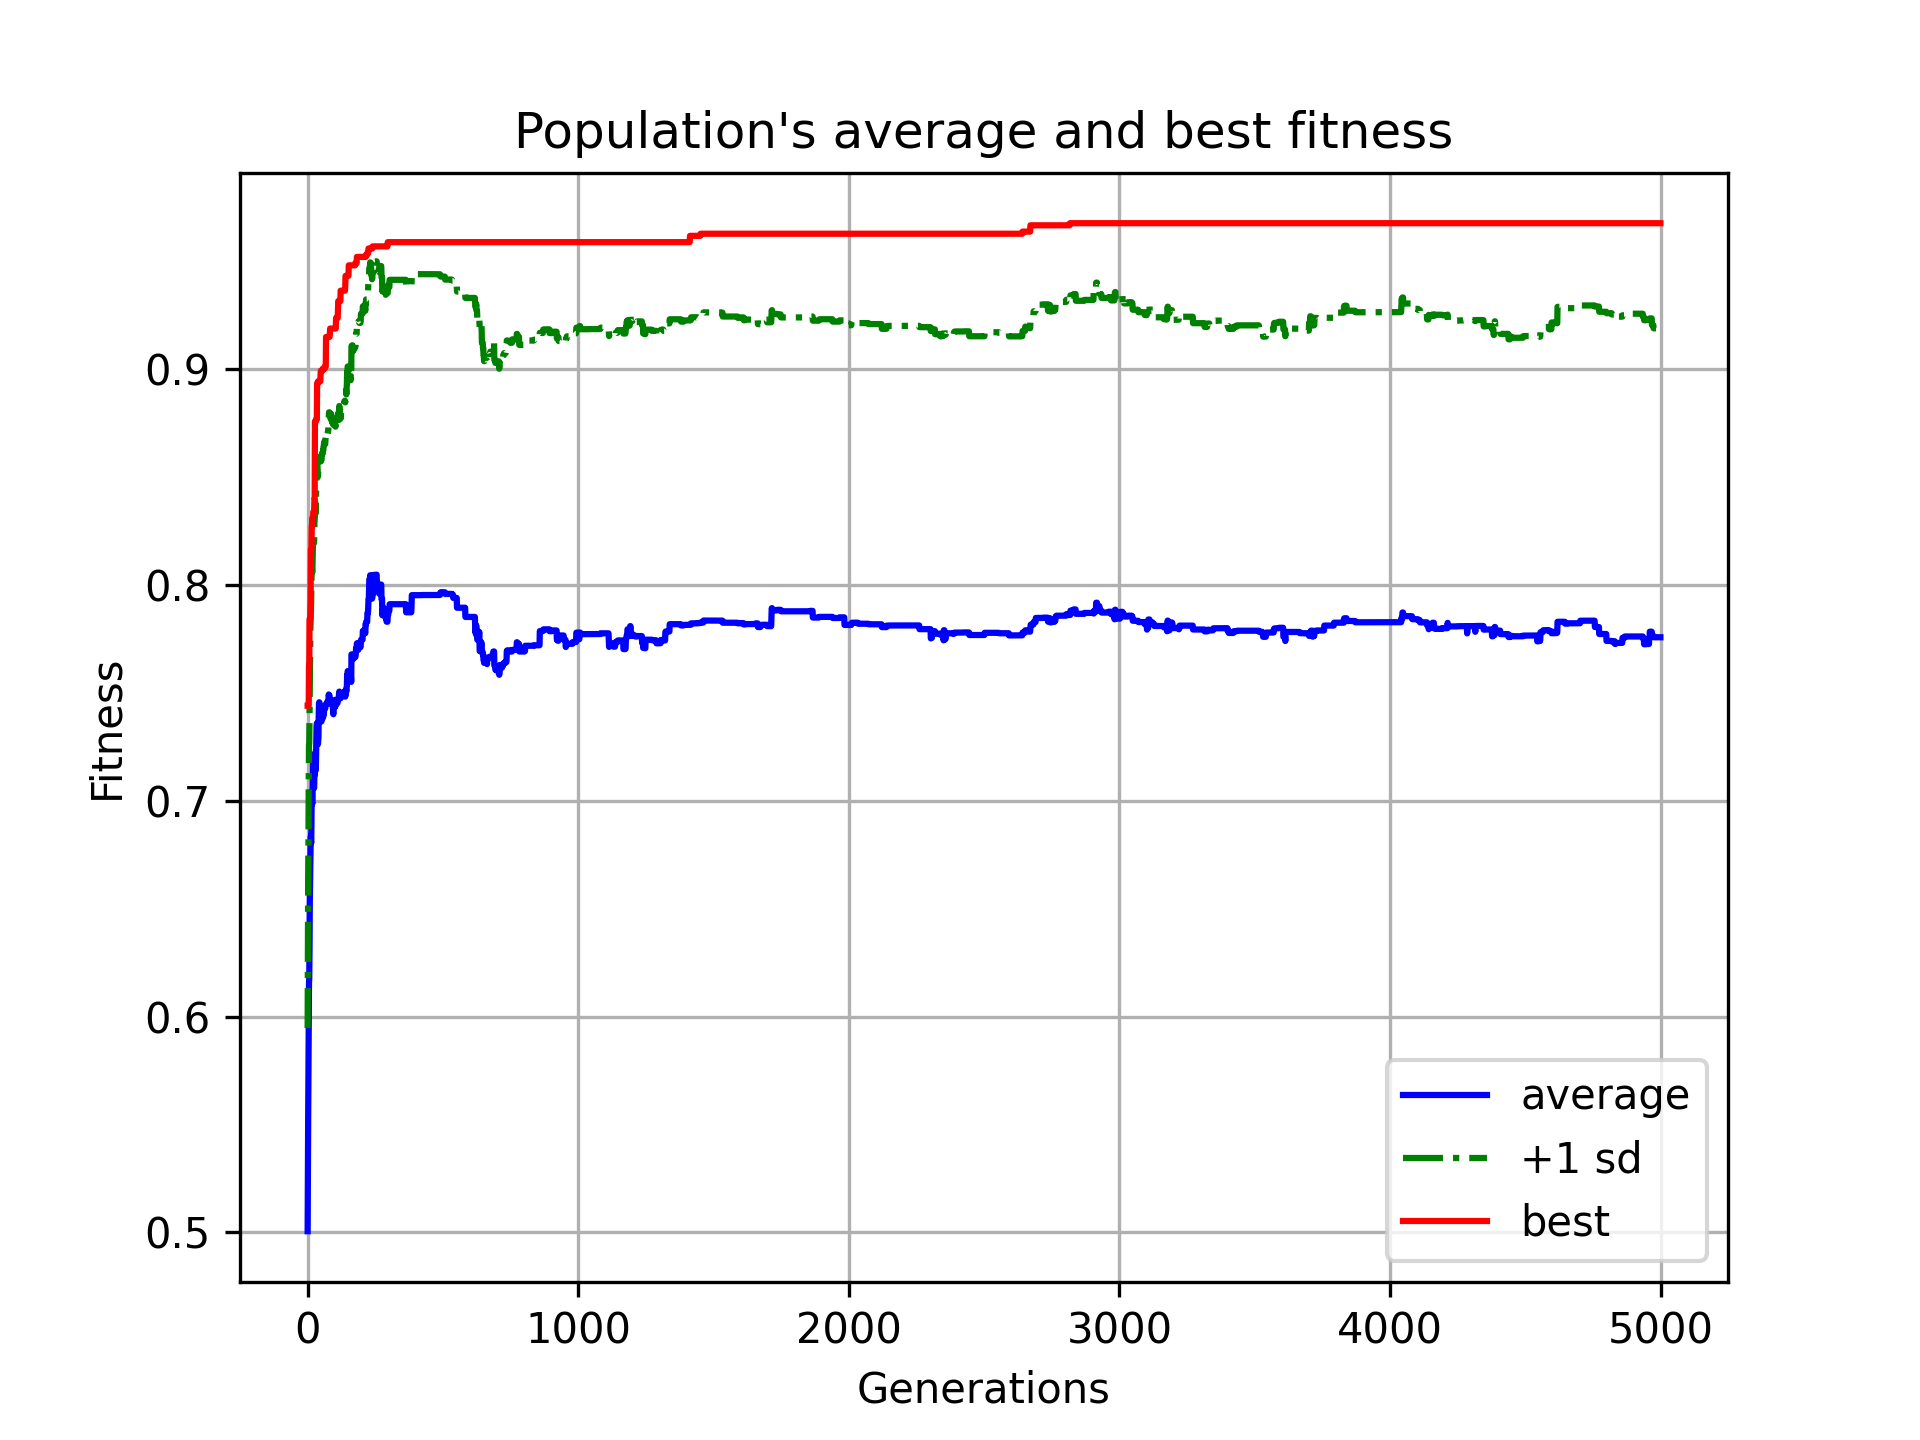 Population's average and best fitness
Fitness
0.9
0.8
0.7
0.6
0.5
average
+1 sd
best
0 1000 2000 3000 4000 5000
Generations